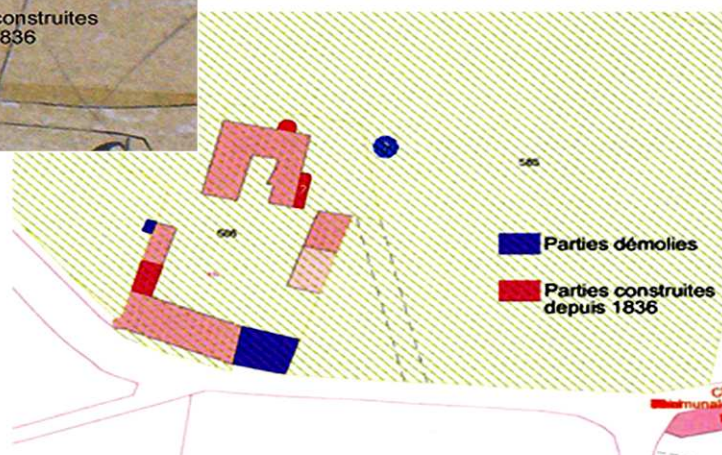 construites
1836
585
586
Parties démolies
Parties construites
depuis 1836